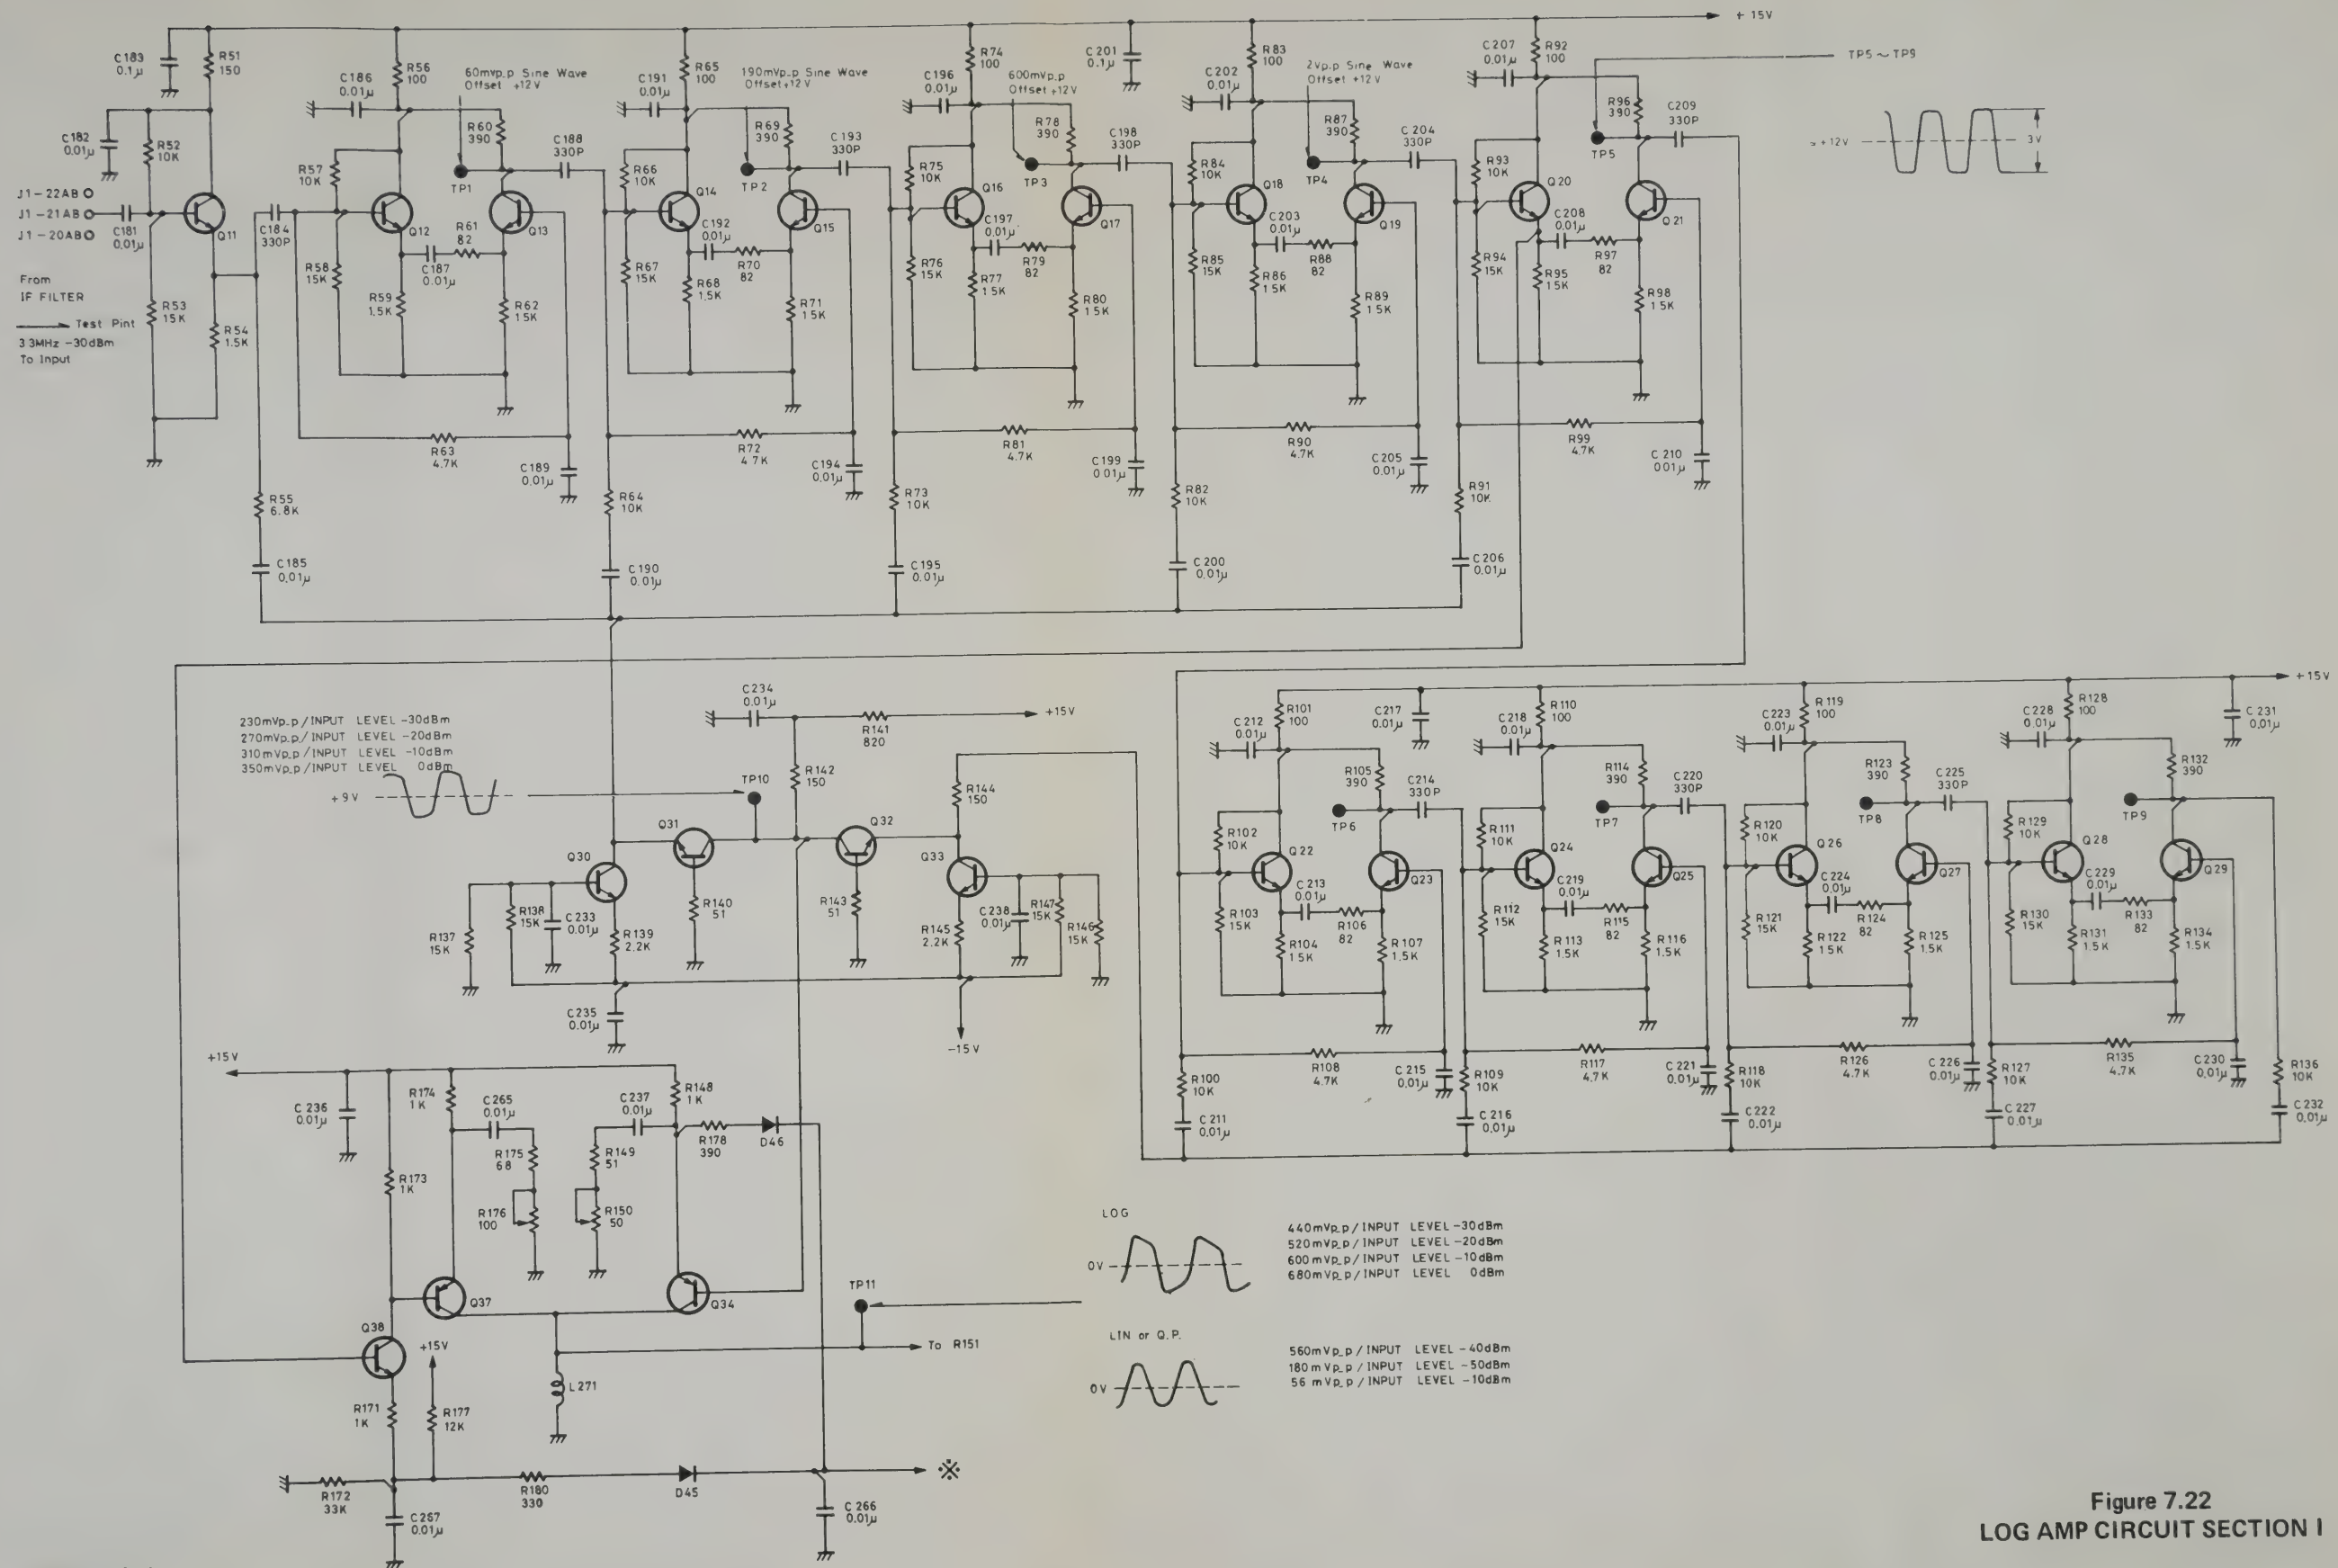 + 15V
C183
0.1µ
R51
150
C182
0.01µ
R52
10K
J1-22AB
J1-21AB
J1-20AB
C181
0.01µ
Q11
From
IF FILTER
Test Pint
3.3MHz -30dBm
To Input
R53
15K
R54
1.5K
C184
330P
R55
6.8K
C185
0.01µ
C186
0.01µ
R56
100
60mVp.p Sine Wave
Offset +12V
R57
10K
R60
390
C188
330P
TP1
Q12
R61
82
Q13
C187
0.01µ
R58
15K
R59
1.5K
R62
1.5K
R63
4.7K
C189
0.01µ
R64
10K
C190
0.01µ
C191
0.01µ
R65
100
190mVp.p Sine Wave
Offset+12V
R66
10K
R69
390
C193
330P
TP2
Q14
C192
0.01µ
Q15
R70
82
R67
15K
R68
1.5K
R71
1.5K
R72
4.7K
C194
0.01µ
R73
10K
C195
0.01µ
C196
0.01µ
R74
100
600mVp.p
Offset+12V
C201
0.1µ
R75
10K
R78
390
C198
330P
TP3
Q16
C197
0.01µ
Q17
R79
82
R76
15K
R77
1.5K
R80
1.5K
R81
4.7K
C199
0.01µ
R82
10K
C200
0.01µ
C202
0.01µ
R83
100
2Vp.p Sine Wave
Offset +12V
R84
10K
R87
390
C204
330P
TP4
Q18
C203
0.01µ
Q19
R88
82
R85
15K
R86
1.5K
R89
1.5K
R90
4.7K
C205
0.01µ
R91
10K
C206
0.01µ
C207
0.01µ
R92
100
TP5~TP9
R93
10K
R96
390
C209
330P
TP5
Q20
C208
0.01µ
Q21
R97
82
R94
15K
R95
1.5K
R98
1.5K
R99
4.7K
C210
0.01µ
+12V
3V
230mVp-p/INPUT LEVEL -30dBm
270mVp.p/INPUT LEVEL -20dBm
310mVp-p/INPUT LEVEL -10dBm
350mVp-p/INPUT LEVEL 0dBm
+9V
TP10
C234
0.01µ
R141
820
+15V
R142
150
R144
150
Q31
Q32
Q33
Q30
R137
15K
R138
15K
C233
0.01µ
R139
2.2K
R140
51
R143
51
R145
2.2K
C238
0.01µ
R147
15K
R146
15K
C235
0.01µ
-15V
+15V
C212
0.01µ
R101
100
C217
0.01µ
R102
10K
R105
390
C214
330P
TP6
Q22
C213
0.01µ
Q23
R106
82
R103
15K
R104
1.5K
R107
1.5K
R100
10K
R108
4.7K
C215
0.01µ
C211
0.01µ
C218
0.01µ
R110
100
R111
10K
R114
390
C220
330P
TP7
Q24
C219
0.01µ
Q25
R115
82
R112
15K
R113
1.5K
R116
1.5K
R109
10K
R117
4.7K
C221
0.01µ
C216
0.01µ
C223
0.01µ
R119
100
R120
10K
R123
390
C225
330P
TP8
Q26
C224
0.01µ
Q27
R124
82
R121
15K
R122
1.5K
R125
1.5K
R118
10K
R126
4.7K
C226
0.01µ
C222
0.01µ
C228
0.01µ
R128
100
C231
0.01µ
R129
10K
R132
390
TP9
Q28
C229
0.01µ
Q29
R133
82
R130
15K
R131
1.5K
R134
1.5K
R127
10K
R135
4.7K
C230
0.01µ
R136
10K
C227
0.01µ
C232
0.01µ
+15V
C236
0.01µ
R174
1K
C265
0.01µ
C237
0.01µ
R148
1K
R178
390
D46
R173
1K
R175
68
R149
51
R176
100
R150
50
Q37
Q34
Q38
+15V
TP11
To R151
L271
R171
1K
R177
12K
R172
33K
R180
330
D45
※
C267
0.01µ
C266
0.01µ
LOG
0V
440mVp-p/INPUT LEVEL -30dBm
520mVp-p/INPUT LEVEL -20dBm
600mVp-p/INPUT LEVEL -10dBm
680mVp-p/INPUT LEVEL 0dBm
LIN or Q.P.
0V
560mVp-p/INPUT LEVEL -40dBm
180mVp-p/INPUT LEVEL -50dBm
56 mVp-p/INPUT LEVEL -10dBm
Figure 7.22
LOG AMP CIRCUIT SECTION I